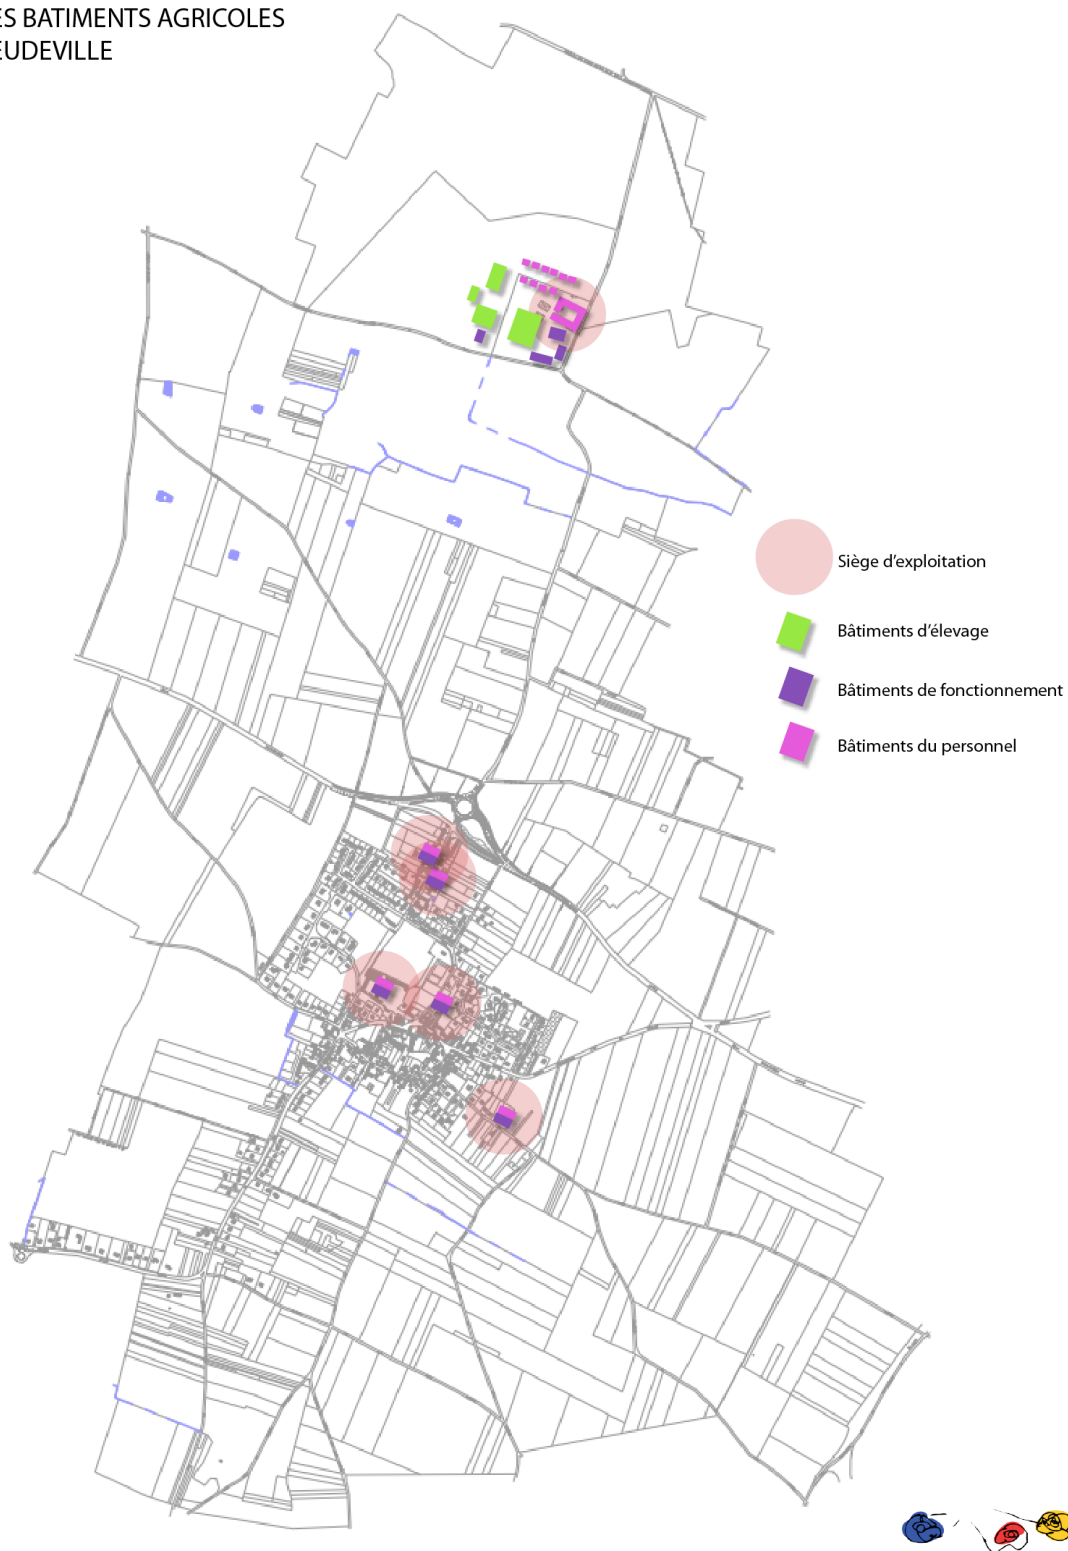 ES BATIMENTS AGRICOLES
EUDEVILLE
Siège d'exploitation
Bâtiments d'élevage
Bâtiments de fonctionnement
Bâtiments du personnel